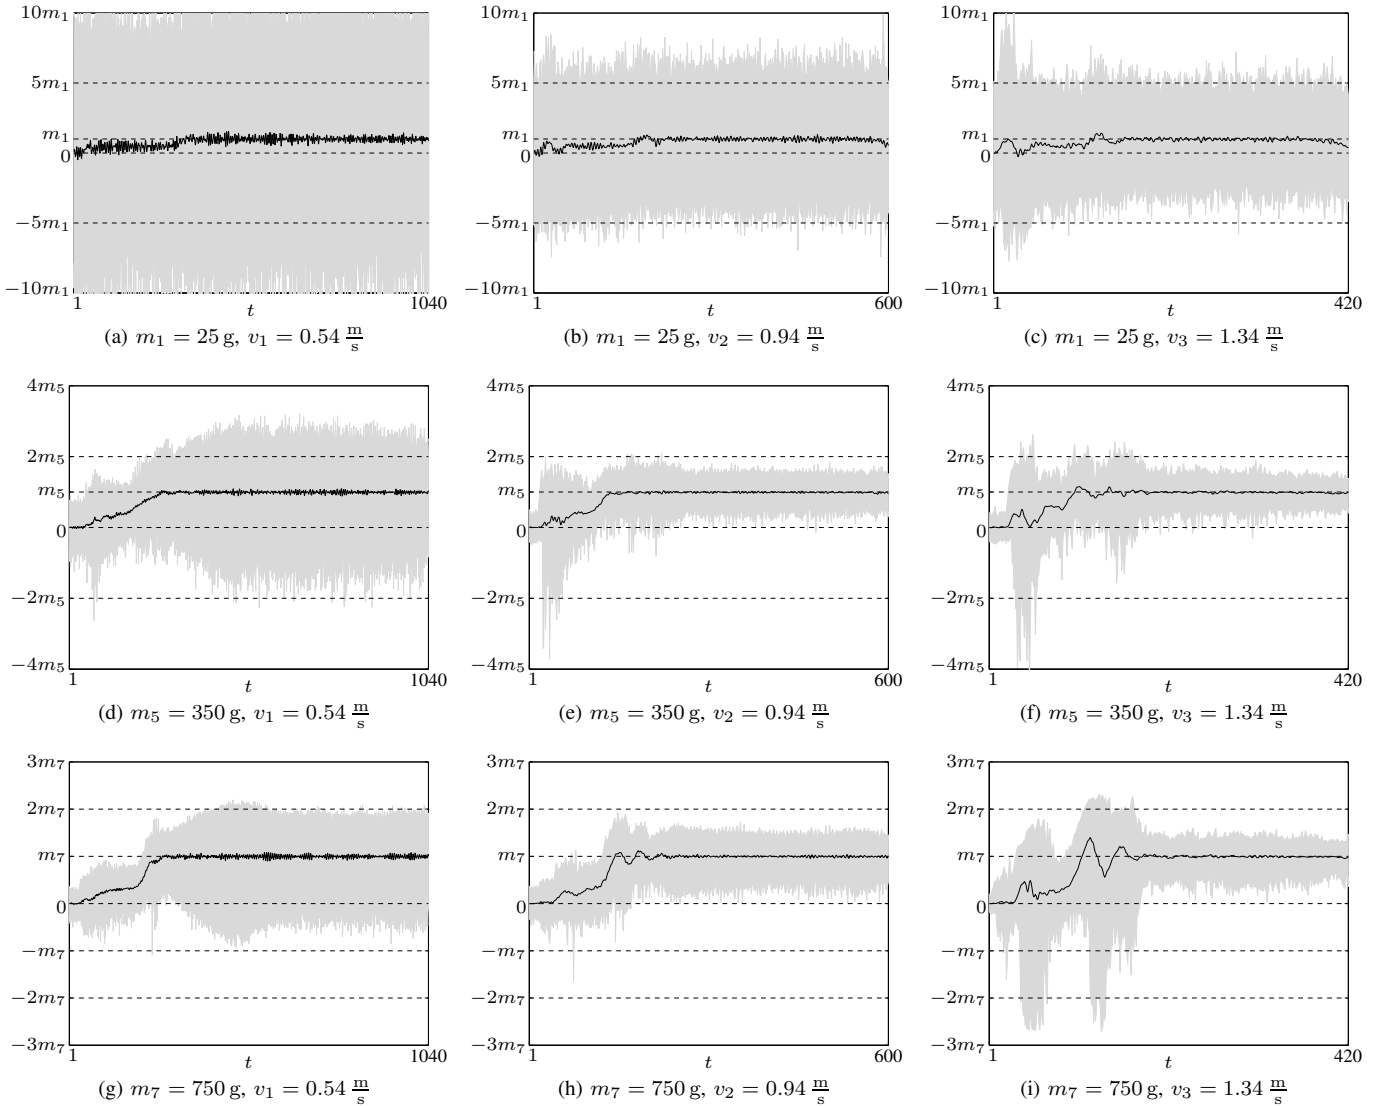 10m₁ 10m₁ 10m₁
5m₁ 5m₁ 5m₁
m₁ m₁ m₁
0 0 0
−5m₁ −5m₁ −5m₁
−10m₁ −10m₁ −10m₁
1 1040 1 600 1 420
t t t
(a) m₁ = 25 g, v₁ = 0.54 m/s (b) m₁ = 25 g, v₂ = 0.94 m/s (c) m₁ = 25 g, v₃ = 1.34 m/s
4m₅ 4m₅ 4m₅
2m₅ 2m₅ 2m₅
m₅ m₅ m₅
0 0 0
−2m₅ −2m₅ −2m₅
−4m₅ −4m₅ −4m₅
1 1040 1 600 1 420
t t t
(d) m₅ = 350 g, v₁ = 0.54 m/s (e) m₅ = 350 g, v₂ = 0.94 m/s (f) m₅ = 350 g, v₃ = 1.34 m/s
3m₇ 3m₇ 3m₇
2m₇ 2m₇ 2m₇
m₇ m₇ m₇
0 0 0
−m₇ −m₇ −m₇
−2m₇ −2m₇ −2m₇
−3m₇ −3m₇ −3m₇
1 1040 1 600 1 420
t t t
(g) m₇ = 750 g, v₁ = 0.54 m/s (h) m₇ = 750 g, v₂ = 0.94 m/s (i) m₇ = 750 g, v₃ = 1.34 m/s